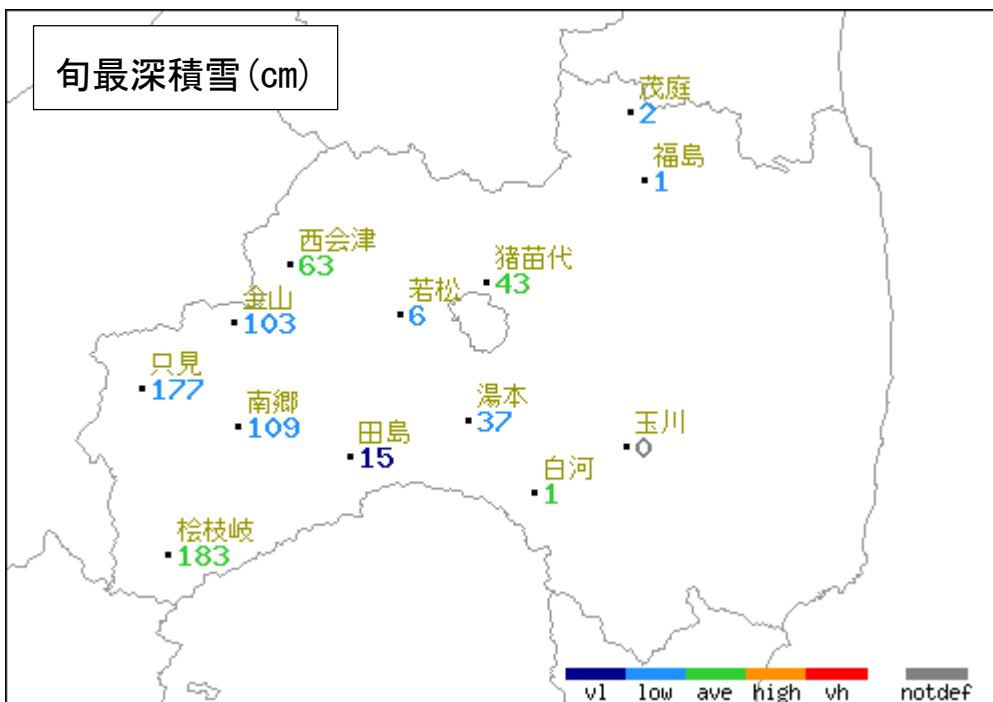 旬最深積雪(cm)
茂庭
2
福島
1
西会津
63
猪苗代
43
若松
6
金山
103
只見
177
南郷
109
湯本
37
田島
15
玉川
0
白河
1
桧枝岐
183
vl low ave high vh notdef